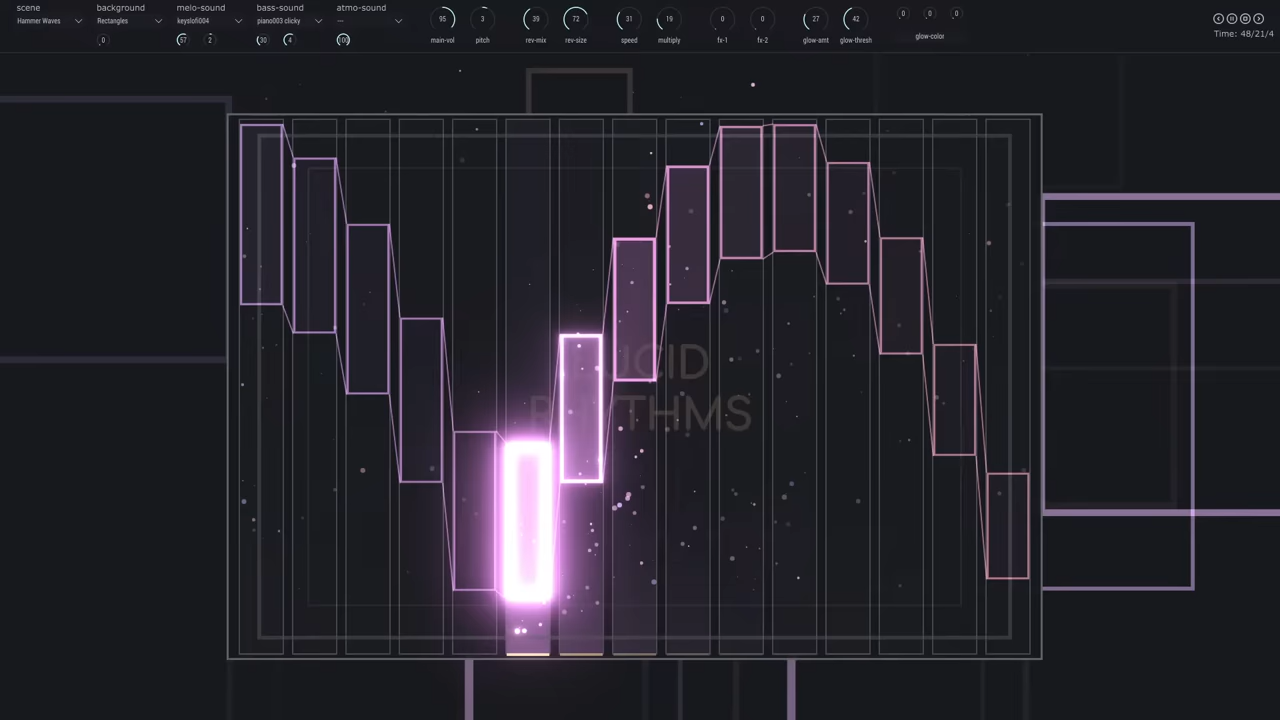 scene
Hammer Waves
background
Rectangles
0
melo-sound
keyslofi004
57
2
bass-sound
piano003 clicky
30
4
atmo-sound
---
100
95
main-vol
3
pitch
39
rev-mix
72
rev-size
31
speed
19
multiply
0
fx-1
0
fx-2
27
glow-amt
42
glow-thresh
0
0
0
glow-color
Time: 48/21/4
UCID
RHYTHMS